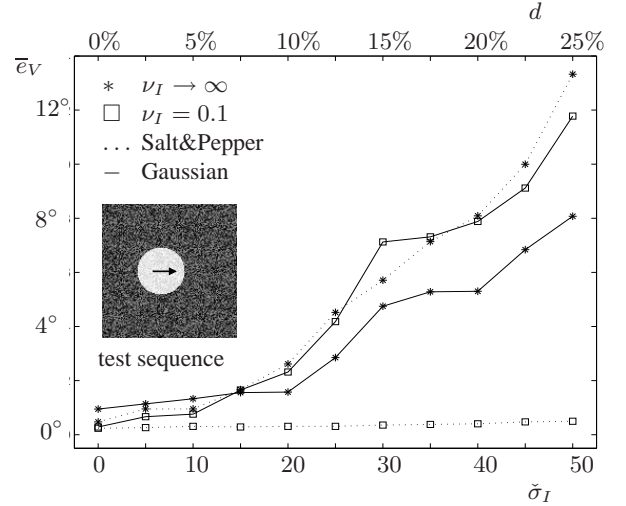 d
0% 5% 10% 15% 20% 25%
e̅_V
12°
8°
4°
0°
* ν_I → ∞
□ ν_I = 0.1
... Salt&Pepper
– Gaussian
test sequence
0 10 20 30 40 50
σ̌_I